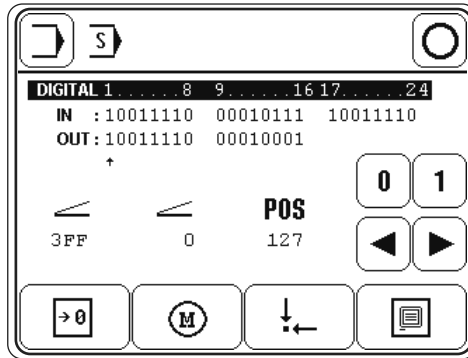 S
DIGITAL 1......8 9......16 17......24
IN :10011110 00010111 10011110
OUT:10011110 00010001
0 1
POS
3FF 0 127
→0 M